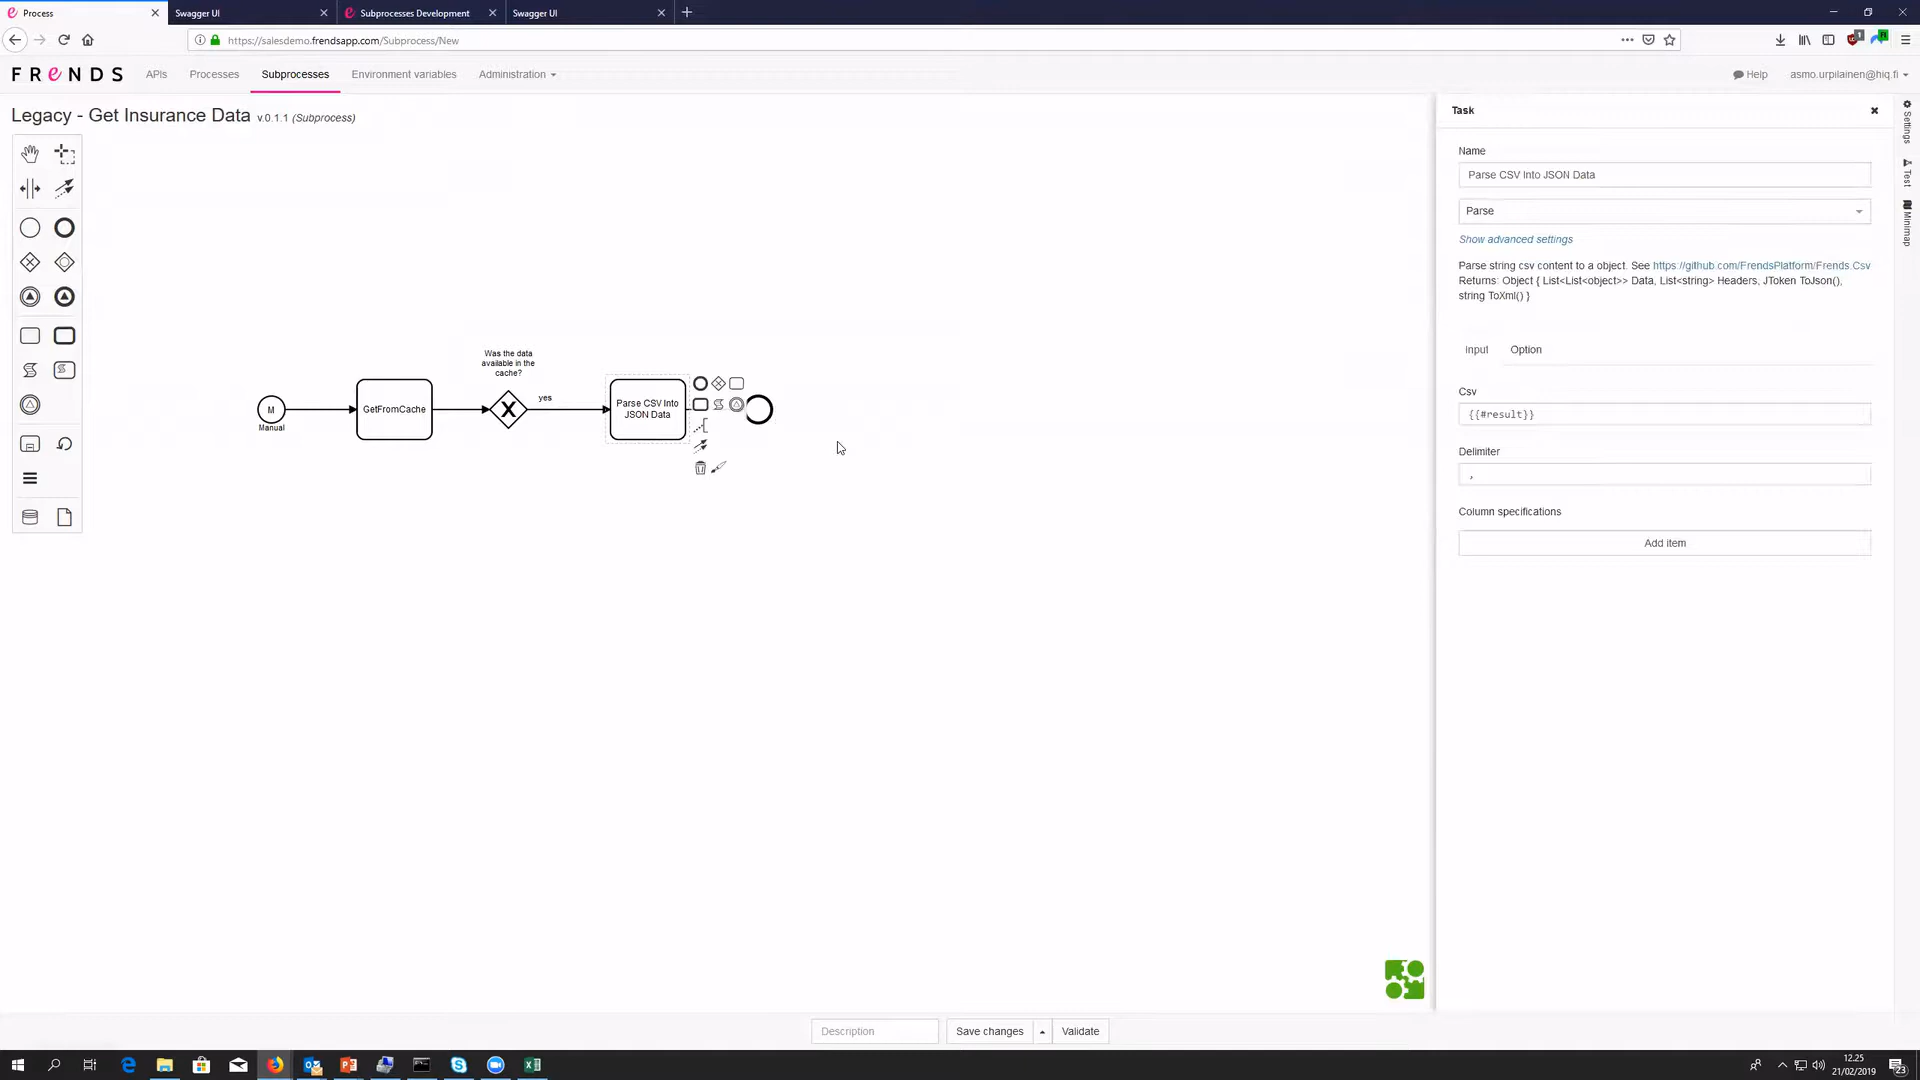 Process
Swagger UI
Subprocesses Development
Swagger UI
https://salesdemo.frendsapp.com/Subprocess/New
FReNDS
APIs
Processes
Subprocesses
Environment variables
Administration
Help
asmo.urpilainen@hiq.fi
Legacy - Get Insurance Data v.0.1.1 (Subprocess)
Was the data
available in the
cache?
M
Manual
GetFromCache
X
yes
Parse CSV Into
JSON Data
Task
Name
Parse CSV Into JSON Data
Parse
Show advanced settings
Parse string csv content to a object. See https://github.com/FrendsPlatform/Frends.Csv
Returns: Object { List<List<object>> Data, List<string> Headers, JToken ToJson(),
string ToXml() }
Input
Option
Csv
{{#result}}
Delimiter
,
Column specifications
Add item
Settings
Test
Minimap
Description
Save changes
Validate
12.25
21/02/2019
23